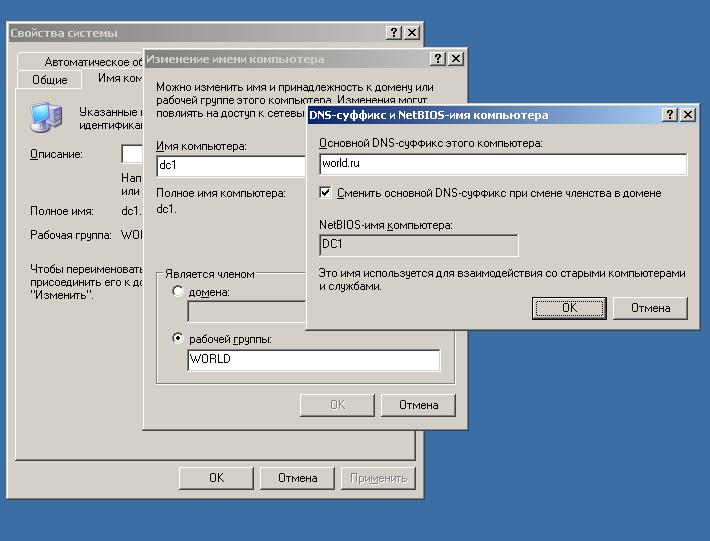 Свойства системы
Автоматическое об
Общие
Имя ком
Указанные
идентифика
Описание:
Нап
или
Полное имя:
dc1.
Рабочая группа:
WO
Чтобы переименовать
присоединить его к до
"Изменить".
OK
Отмена
Применить
Изменение имени компьютера
Можно изменить имя и принадлежность к домену или
рабочей группе этого компьютера. Изменения могут
повлиять на доступ к сетевы
Имя компьютера:
dc1
Полное имя компьютера:
dc1.
Является членом
домена:
рабочей группы:
WORLD
OK
Отмена
DNS-суффикс и NetBIOS-имя компьютера
Основной DNS-суффикс этого компьютера:
world.ru
Сменить основной DNS-суффикс при смене членства в домене
NetBIOS-имя компьютера:
DC1
Это имя используется для взаимодействия со старыми компьютерами
и службами.
OK
Отмена